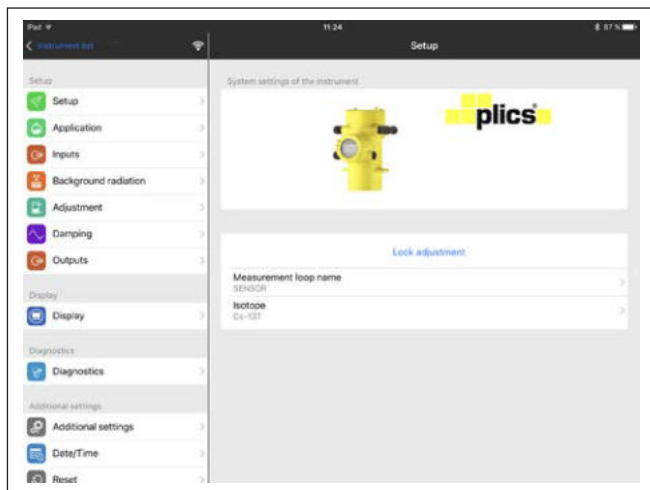 iPad
11:24
87 %
Instrument list
Setup
Setup
Setup
Application
Inputs
Background radiation
Adjustment
Damping
Outputs
Display
Display
Diagnostics
Diagnostics
Additional settings
Additional settings
Date/Time
Reset
System settings of the instrument
plics
Lock adjustment
Measurement loop name
SENSOR
Isotope
Cs-137